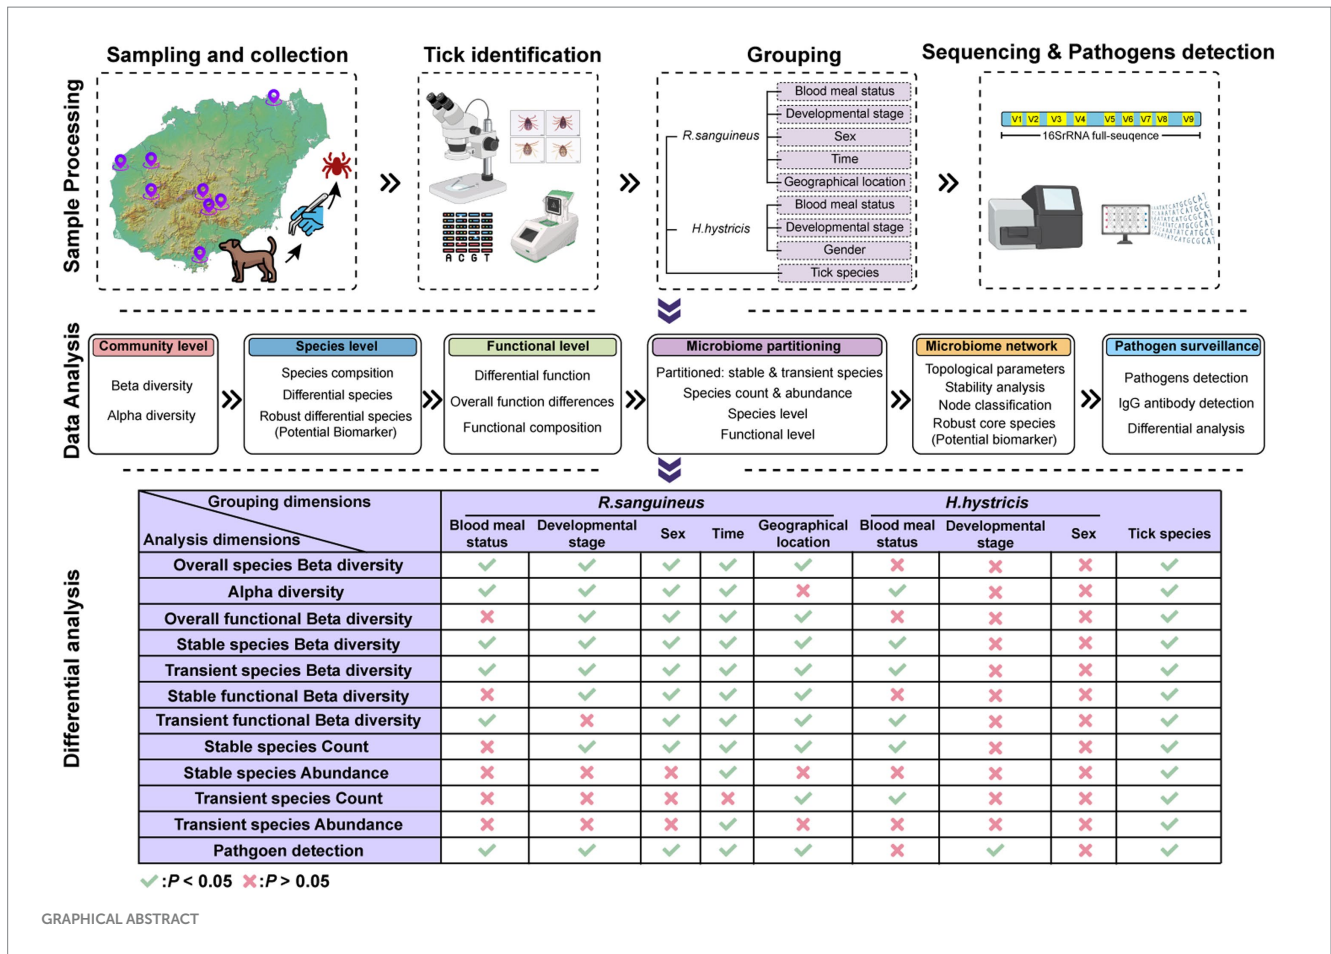 Sampling and collection
Tick identification
Grouping
Sequencing & Pathogens detection
Sample Processing
A C G T
R.sanguineus
Blood meal status
Developmental stage
Sex
Time
Geographical location
H.hystricis
Blood meal status
Developmental stage
Gender
Tick species
V1 V2 V3 V4 V5 V6 V7 V8 V9
16SrRNA full-seuqence
Data Analysis
Community level
Beta diversity
Alpha diversity
Species level
Species compsition
Differential species
Robust differential species
(Potential Biomarker)
Functional level
Differential function
Overall function differences
Functional composition
Microbiome partitioning
Partitioned: stable & transient species
Species count & abundance
Species level
Functional level
Microbiome network
Topological parameters
Stability analysis
Node classification
Robust core species
(Potential biomarker)
Pathogen surveillance
Pathogens detection
IgG antibody detection
Differential analysis
Differential analysis
Grouping dimensions
Analysis dimensions
R.sanguineus
H.hystricis
Blood meal status
Developmental stage
Sex
Time
Geographical location
Blood meal status
Developmental stage
Sex
Tick species
Overall species Beta diversity
Alpha diversity
Overall functional Beta diversity
Stable species Beta diversity
Transient species Beta diversity
Stable functional Beta diversity
Transient functional Beta diversity
Stable species Count
Stable species Abundance
Transient species Count
Transient species Abundance
Pathgoen detection
:P < 0.05 :P > 0.05
GRAPHICAL ABSTRACT